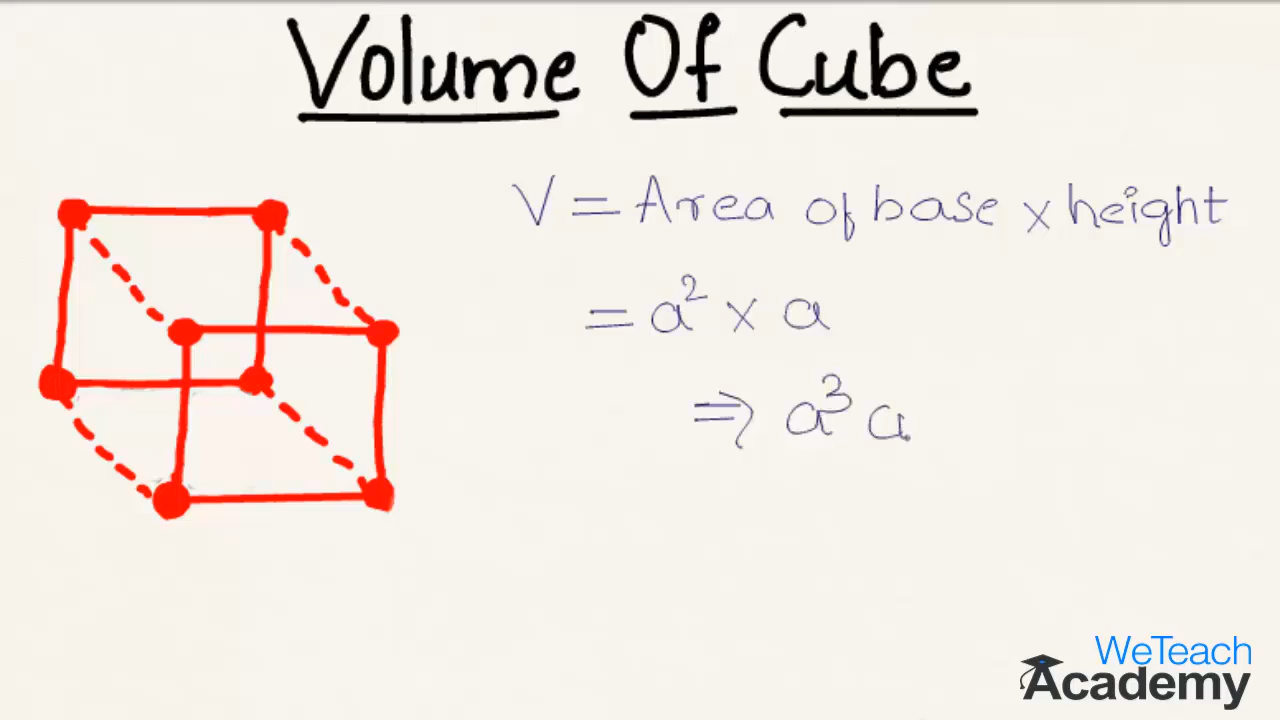 Volume Of Cube
V = Area of base × height
= a² × a
⇒ a³ a
WeTeach
Academy